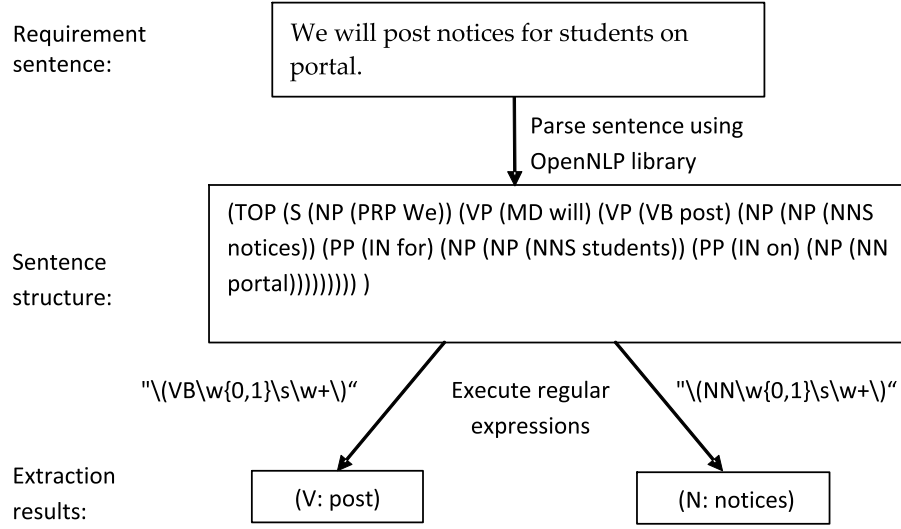 Requirement
sentence:
We will post notices for students on
portal.
Parse sentence using
OpenNLP library
Sentence
structure:
(TOP (S (NP (PRP We)) (VP (MD will) (VP (VB post) (NP (NP (NNS
notices)) (PP (IN for) (NP (NP (NNS students)) (PP (IN on) (NP (NN
portal))))))))) )
"\(VB\w{0,1}\s\w+\)“
Execute regular
expressions
"\(NN\w{0,1}\s\w+\)“
Extraction
results:
(V: post)
(N: notices)